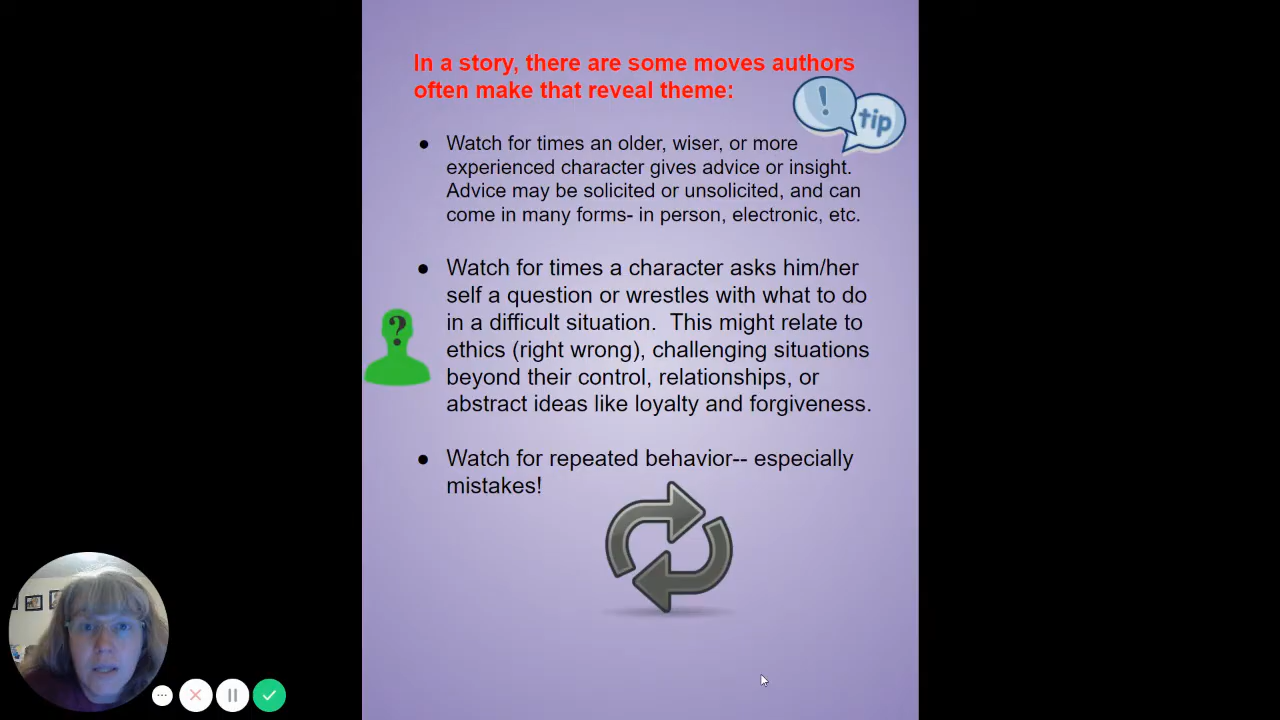 In a story, there are some moves authors
often make that reveal theme:
!
tip
● Watch for times an older, wiser, or more
experienced character gives advice or insight.
Advice may be solicited or unsolicited, and can
come in many forms- in person, electronic, etc.
● Watch for times a character asks him/her
self a question or wrestles with what to do
in a difficult situation.  This might relate to
ethics (right wrong), challenging situations
beyond their control, relationships, or
abstract ideas like loyalty and forgiveness.
?
● Watch for repeated behavior-- especially
mistakes!